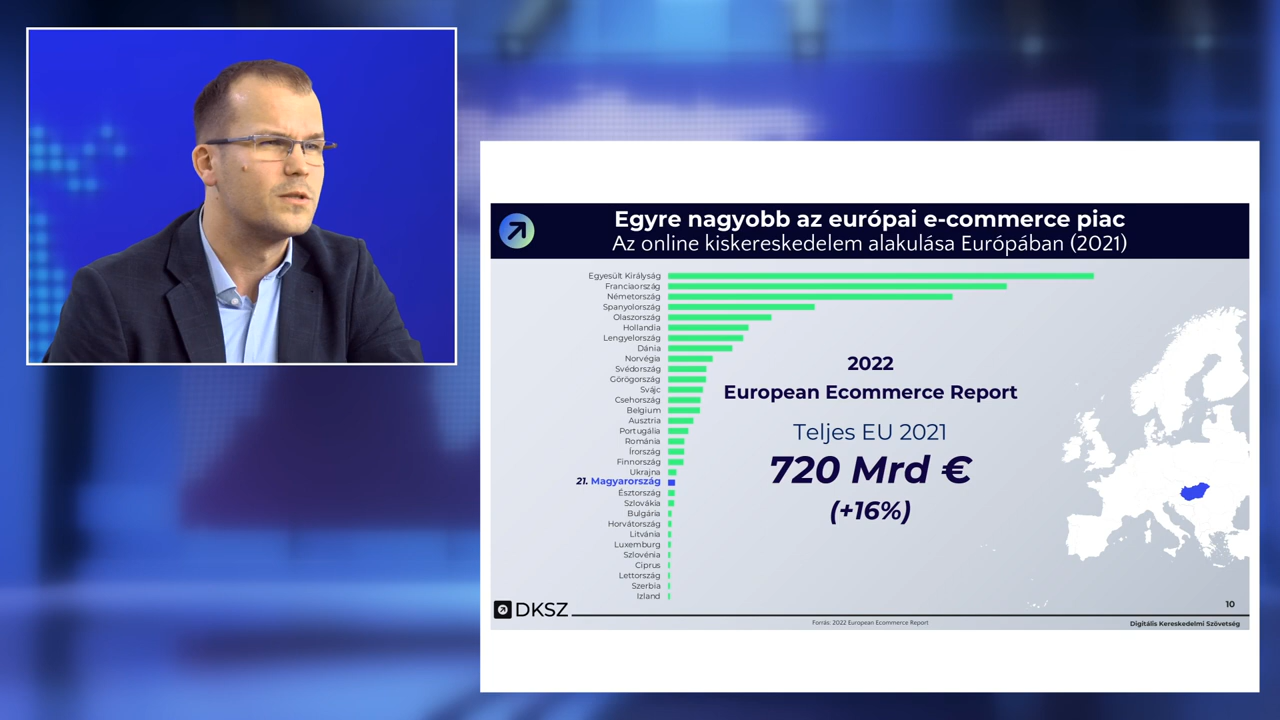 Egyre nagyobb az európai e-commerce piac
Az online kiskereskedelem alakulása Európában (2021)
Egyesült Királyság
Franciaország
Németország
Spanyolország
Olaszország
Hollandia
Lengyelország
Dánia
Norvégia
Svédország
Görögország
Svájc
Csehország
Belgium
Ausztria
Portugália
Románia
Írország
Finnország
Ukrajna
21. Magyarország
Észtország
Szlovákia
Bulgária
Horvátország
Litvánia
Luxemburg
Szlovénia
Ciprus
Lettország
Szerbia
Izland
2022
European Ecommerce Report
Teljes EU 2021
720 Mrd €
(+16%)
10
DKSZ
Forrás: 2022 European Ecommerce Report
Digitális Kereskedelmi Szövetség